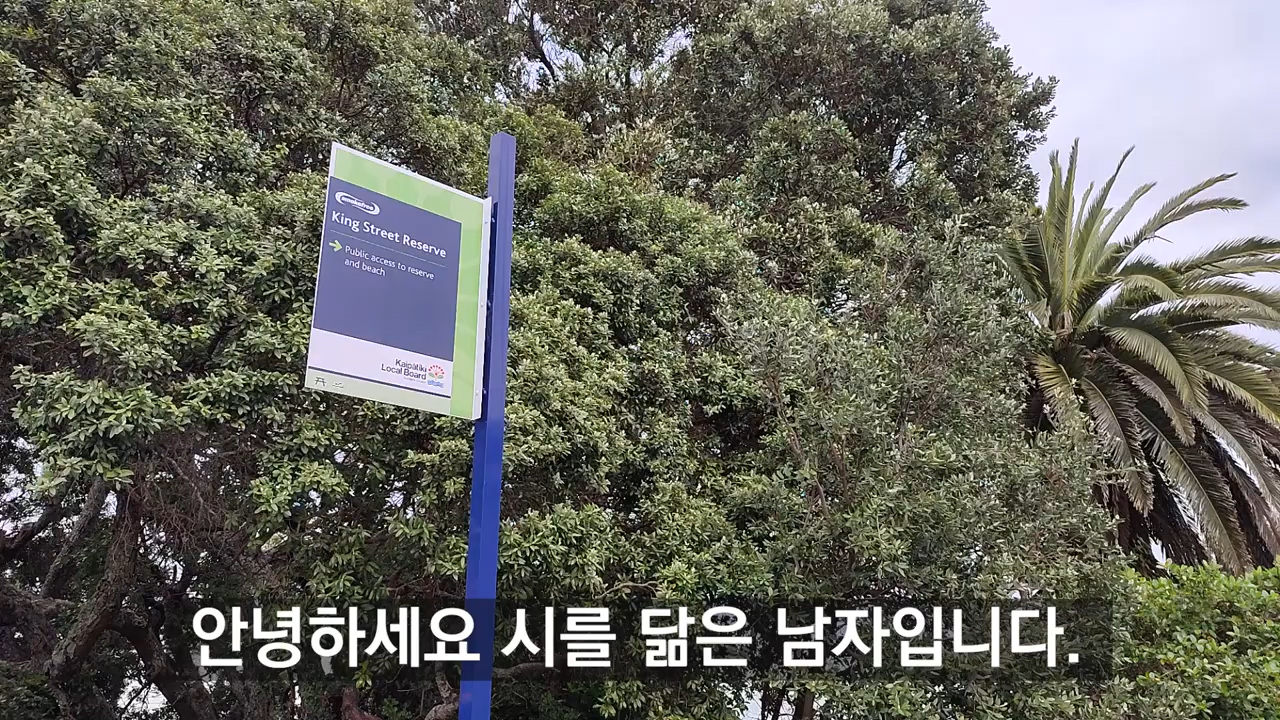 smokefree
King Street Reserve
Public access to reserve
and beach
Kaipātiki
Local Board
안녕하세요 시를 닮은 남자입니다.